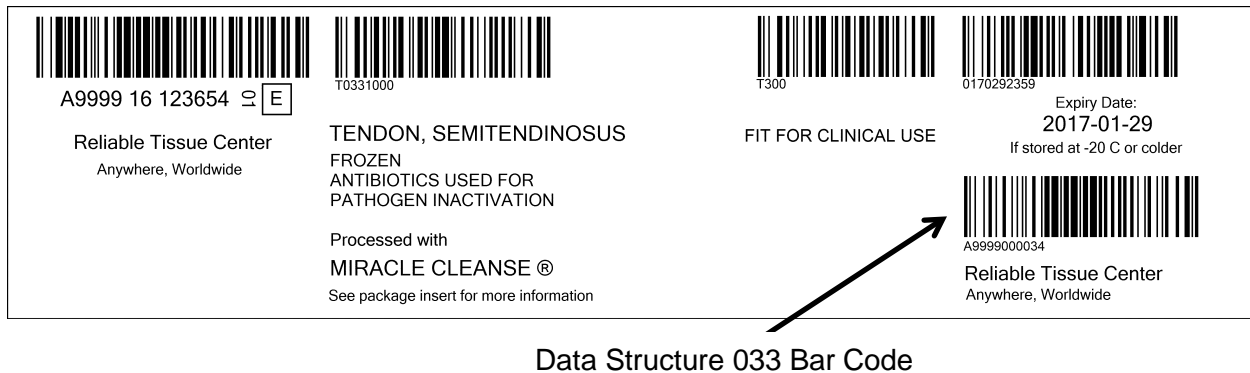 A9999 16 123654 01 E
Reliable Tissue Center
Anywhere, Worldwide
T0331000
TENDON, SEMITENDINOSUS
FROZEN
ANTIBIOTICS USED FOR
PATHOGEN INACTIVATION
Processed with
MIRACLE CLEANSE ®
See package insert for more information
T300
FIT FOR CLINICAL USE
0170292359
Expiry Date:
2017-01-29
If stored at -20 C or colder
A9999000034
Reliable Tissue Center
Anywhere, Worldwide
Data Structure 033 Bar Code